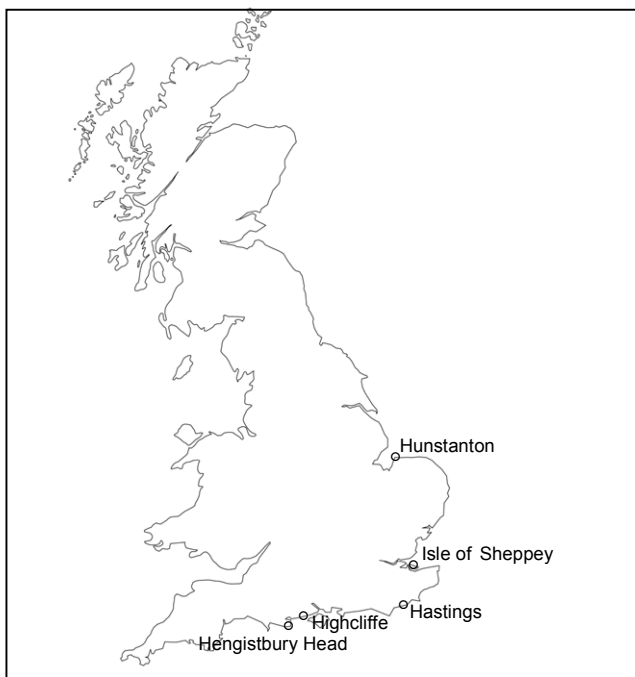 Hunstanton
Isle of Sheppey
Hastings
Highcliffe
Hengistbury Head